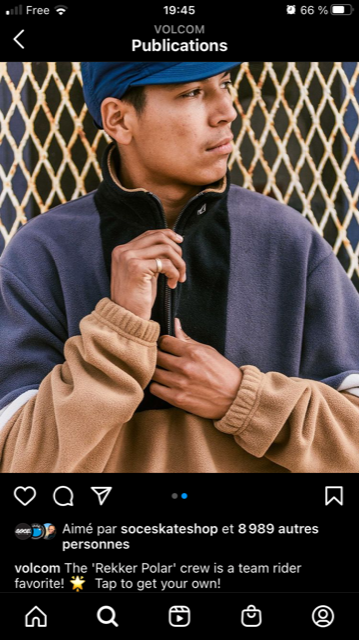 Free 19:45 66 %
VOLCOM
Publications
Aimé par soceskateshop et 8 989 autres
personnes
volcom The 'Rekker Polar' crew is a team rider
favorite! Tap to get your own!